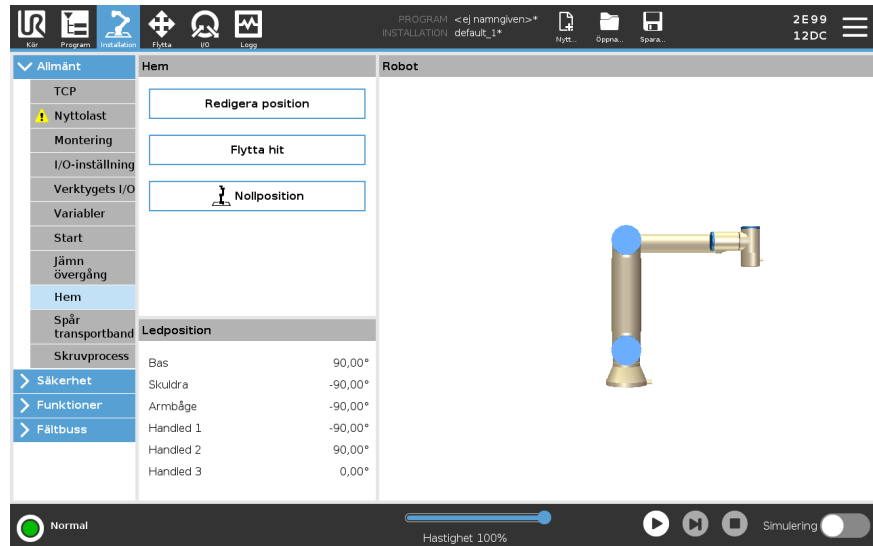 PROGRAM <ej namngiven>*
INSTALLATION default_1*
2E99
12DC
Kör
Program
Installation
Flytta
I/O
Logg
Nytt...
Öppna...
Spara...
Allmänt
TCP
Nyttolast
Montering
I/O-inställning
Verktygets I/O
Variabler
Start
Jämn
övergång
Hem
Spår
transportband
Skruvprocess
Säkerhet
Funktioner
Fältbuss
Hem
Redigera position
Flytta hit
Nollposition
Ledposition
Bas 90,00°
Skuldra -90,00°
Armbåge -90,00°
Handled 1 -90,00°
Handled 2 90,00°
Handled 3 0,00°
Robot
Normal
Hastighet 100%
Simulering